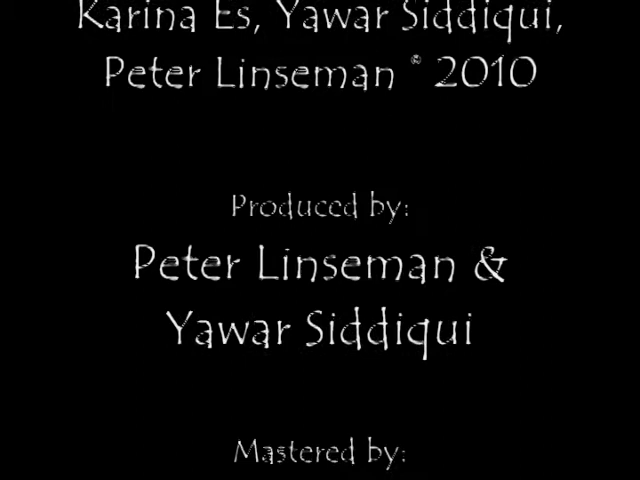 Karina Es, Yawar Siddiqui,
Peter Linseman © 2010
Produced by:
Peter Linseman &
Yawar Siddiqui
Mastered by: